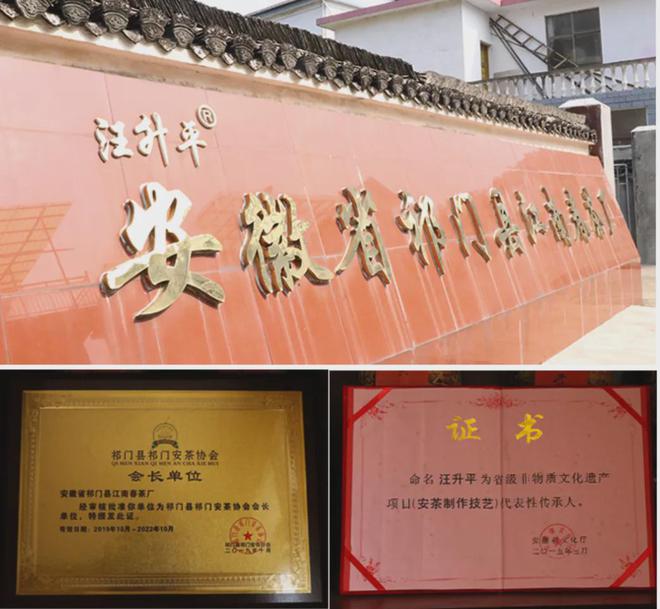 汪升平®
安徽省祁门县江南春茶厂
祁门县祁门安茶协会
QI MEN XIAN QI MEN AN CHA XIE HUI
会长单位
安徽省祁门县江南春茶厂
经审核批准你单位为祁门县祁门安茶协会会长
单位，特颁发此证。
有效日期：2019年10月－2022年10月
祁门县祁门安茶协会
二〇一九年十月
证书
命名汪升平为省级非物质文化遗产
项目(安茶制作技艺)代表性传承人。
安徽省文化厅